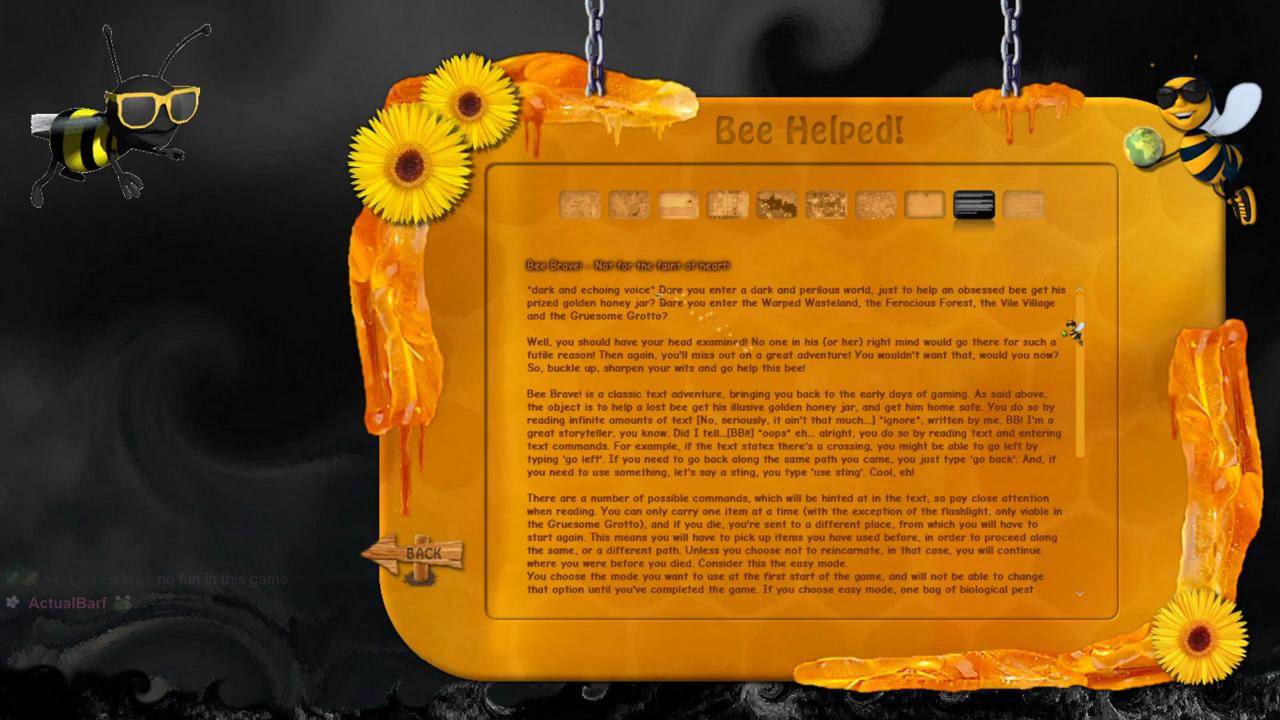 Bee Helped!
Bee Brave! - Not for the faint of heart!
*dark and echoing voice* Dare you enter a dark and perilous world, just to help an obsessed bee get his
prized golden honey jar? Dare you enter the Warped Wasteland, the Ferocious Forest, the Vile Village
and the Gruesome Grotto?
Well, you should have your head examined! No one in his (or her) right mind would go there for such a
futile reason! Then again, you'll miss out on a great adventure! You wouldn't want that, would you now?
So, buckle up, sharpen your wits and go help this bee!
Bee Brave! is a classic text adventure, bringing you back to the early days of gaming. As said above,
the object is to help a lost bee get his illusive golden honey jar, and get him home safe. You do so by
reading infinite amounts of text [No, seriously, it ain't that much...] *ignore*, written by me, BB! I'm a
great storyteller, you know. Did I tell...[BB!!] *oops* eh... alright, you do so by reading text and entering
text commands. For example, if the text states there's a crossing, you might be able to go left by
typing 'go left'. If you need to go back along the same path you came, you just type 'go back'. And, if
you need to use something, let's say a sting, you type 'use sting'. Cool, eh!
There are a number of possible commands, which will be hinted at in the text, so pay close attention
when reading. You can only carry one item at a time (with the exception of the flashlight, only viable in
the Gruesome Grotto), and if you die, you're sent to a different place, from which you will have to
start again. This means you will have to pick up items you have used before, in order to proceed along
the same, or a different path. Unless you choose not to reincarnate, in that case, you will continue
where you were before you died. Consider this the easy mode.
You choose the mode you want to use at the first start of the game, and will not be able to change
that option until you've completed the game. If you choose easy mode, one bag of biological pest
BACK
no fun in this game
ActualBarf